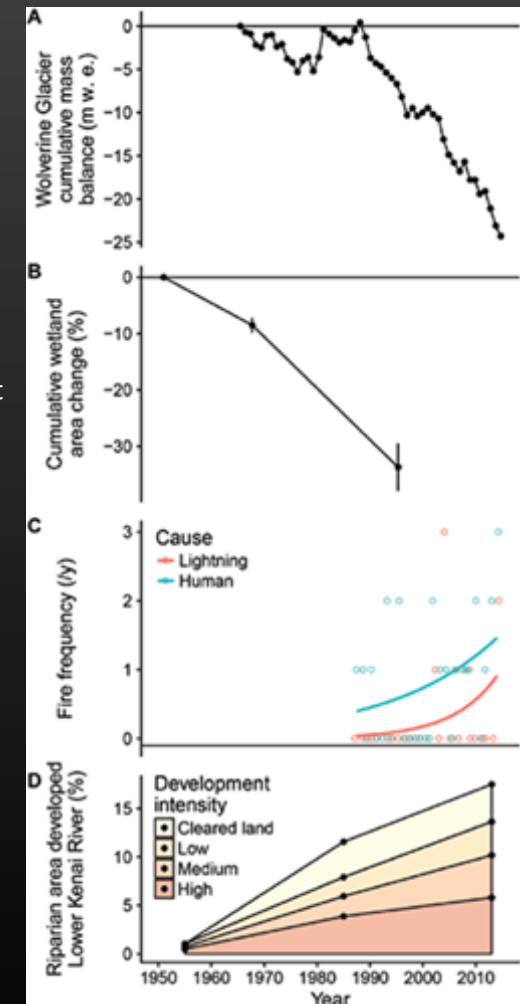 A
Wolverine Glacier
cumulative mass
balance (m w. e.)
0
−5
−10
−15
−20
−25
B
Cumulative wetland
area change (%)
0
−10
−20
−30
C
Fire frequency (/y)
3
2
1
0
Cause
Lightning
Human
D
Riparian area developed
Lower Kenai River (%)
15
10
5
0
Development
intensity
Cleared land
Low
Medium
High
1950 1960 1970 1980 1990 2000 2010
Year